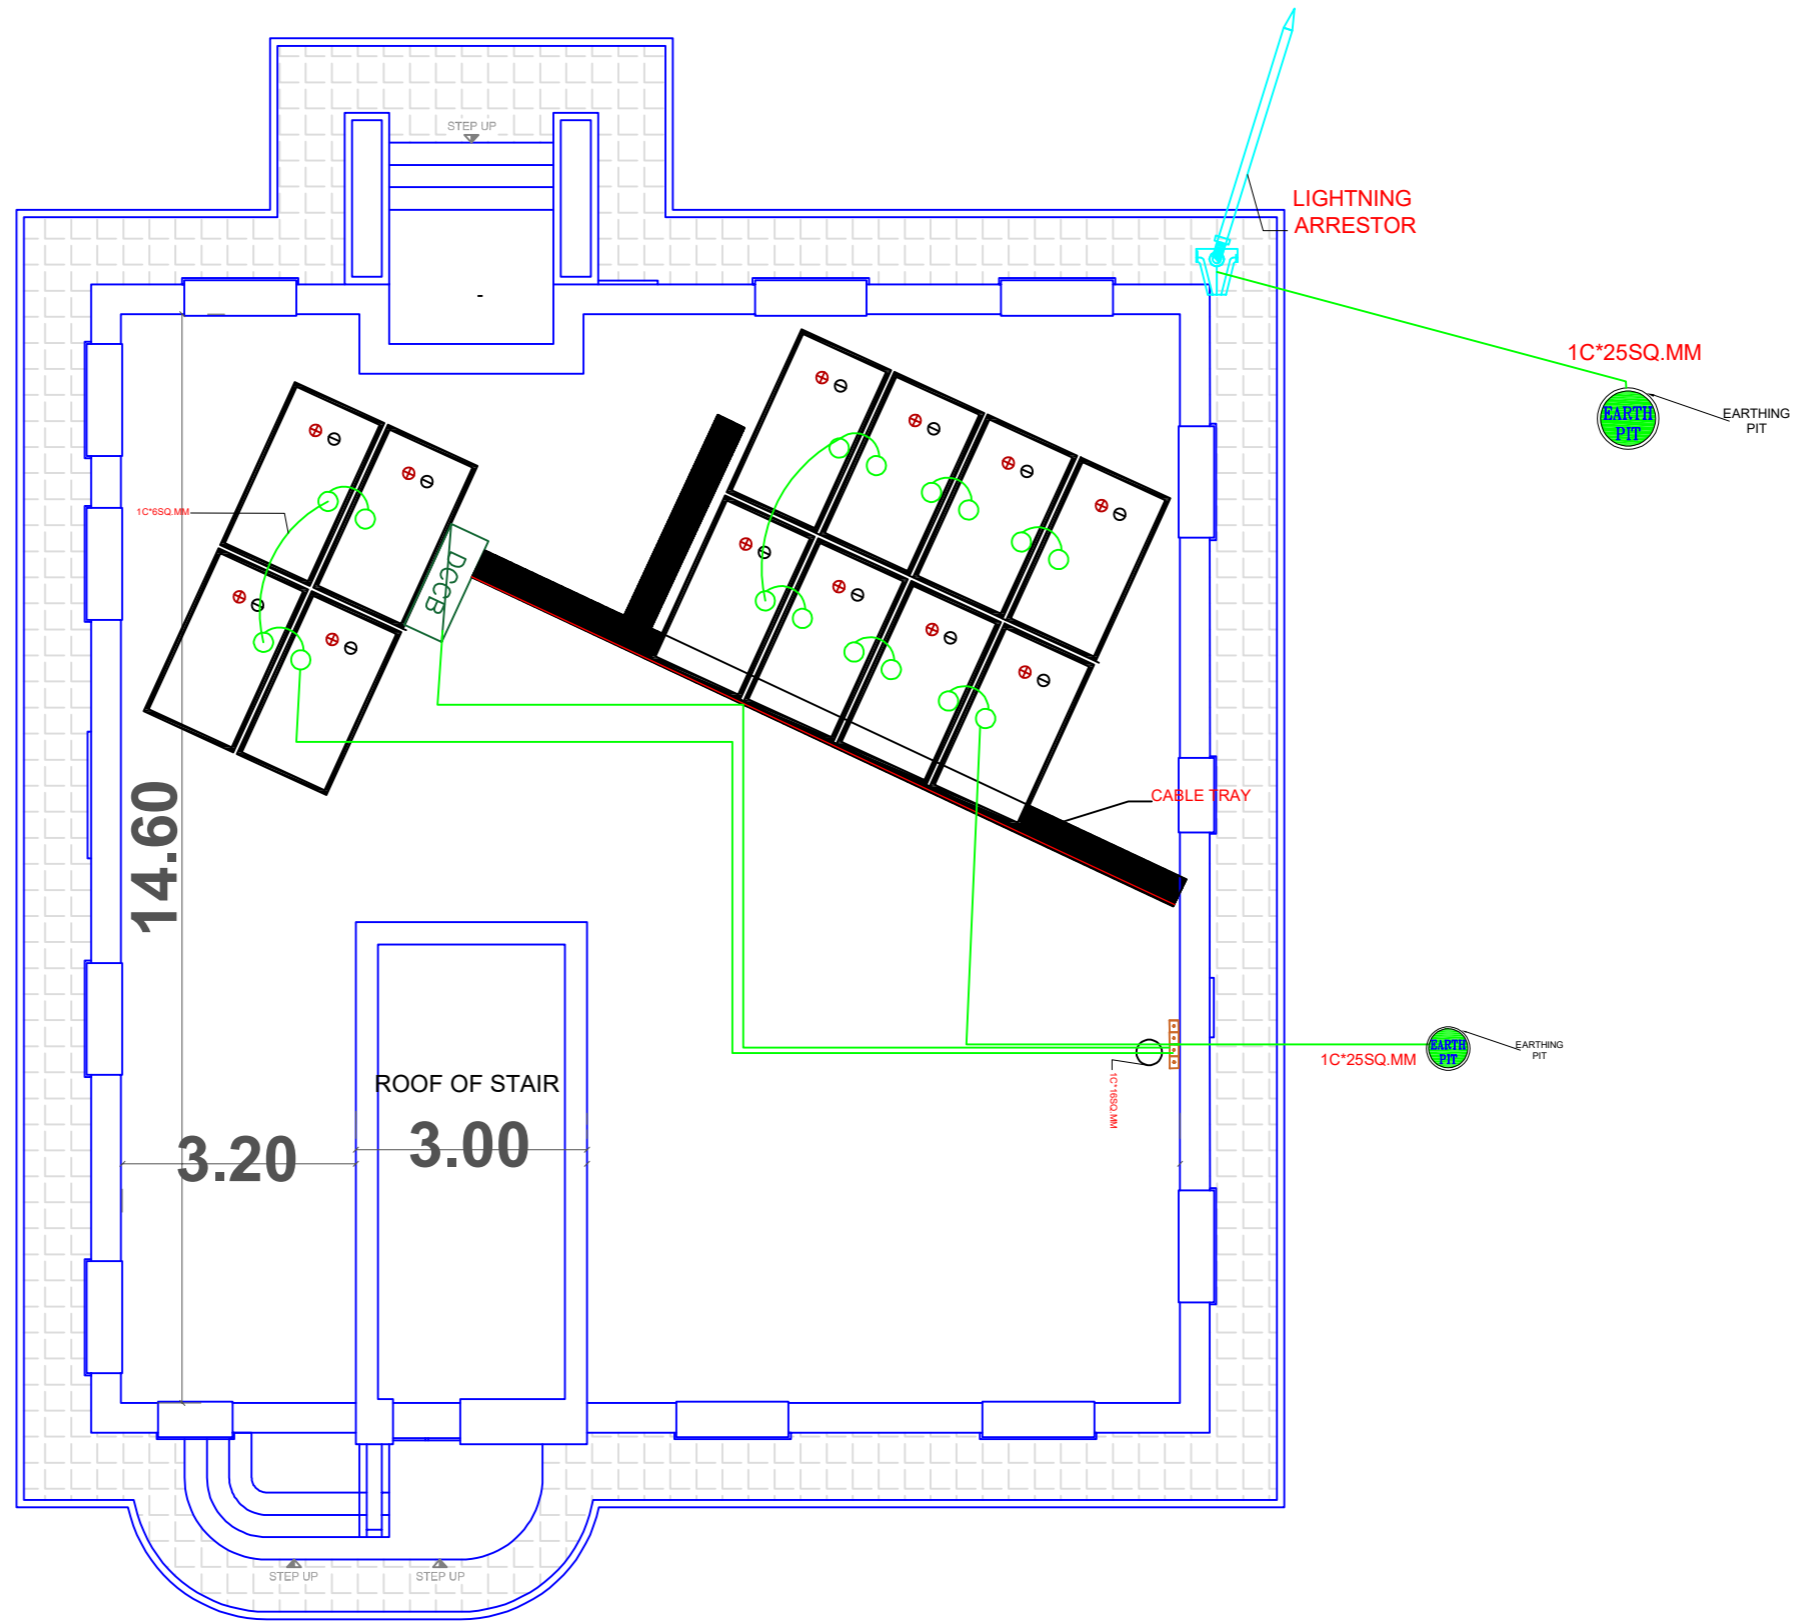 STEP UP
LIGHTNING
ARRESTOR
1C*25SQ.MM
EARTH
PIT
EARTHING
PIT
1C*6SQ.MM
DCCB
CABLE TRAY
14.60
EARTH
PIT
EARTHING
PIT
1C*25SQ.MM
1C*16SQ.MM
ROOF OF STAIR
3.20
3.00
STEP UP
STEP UP